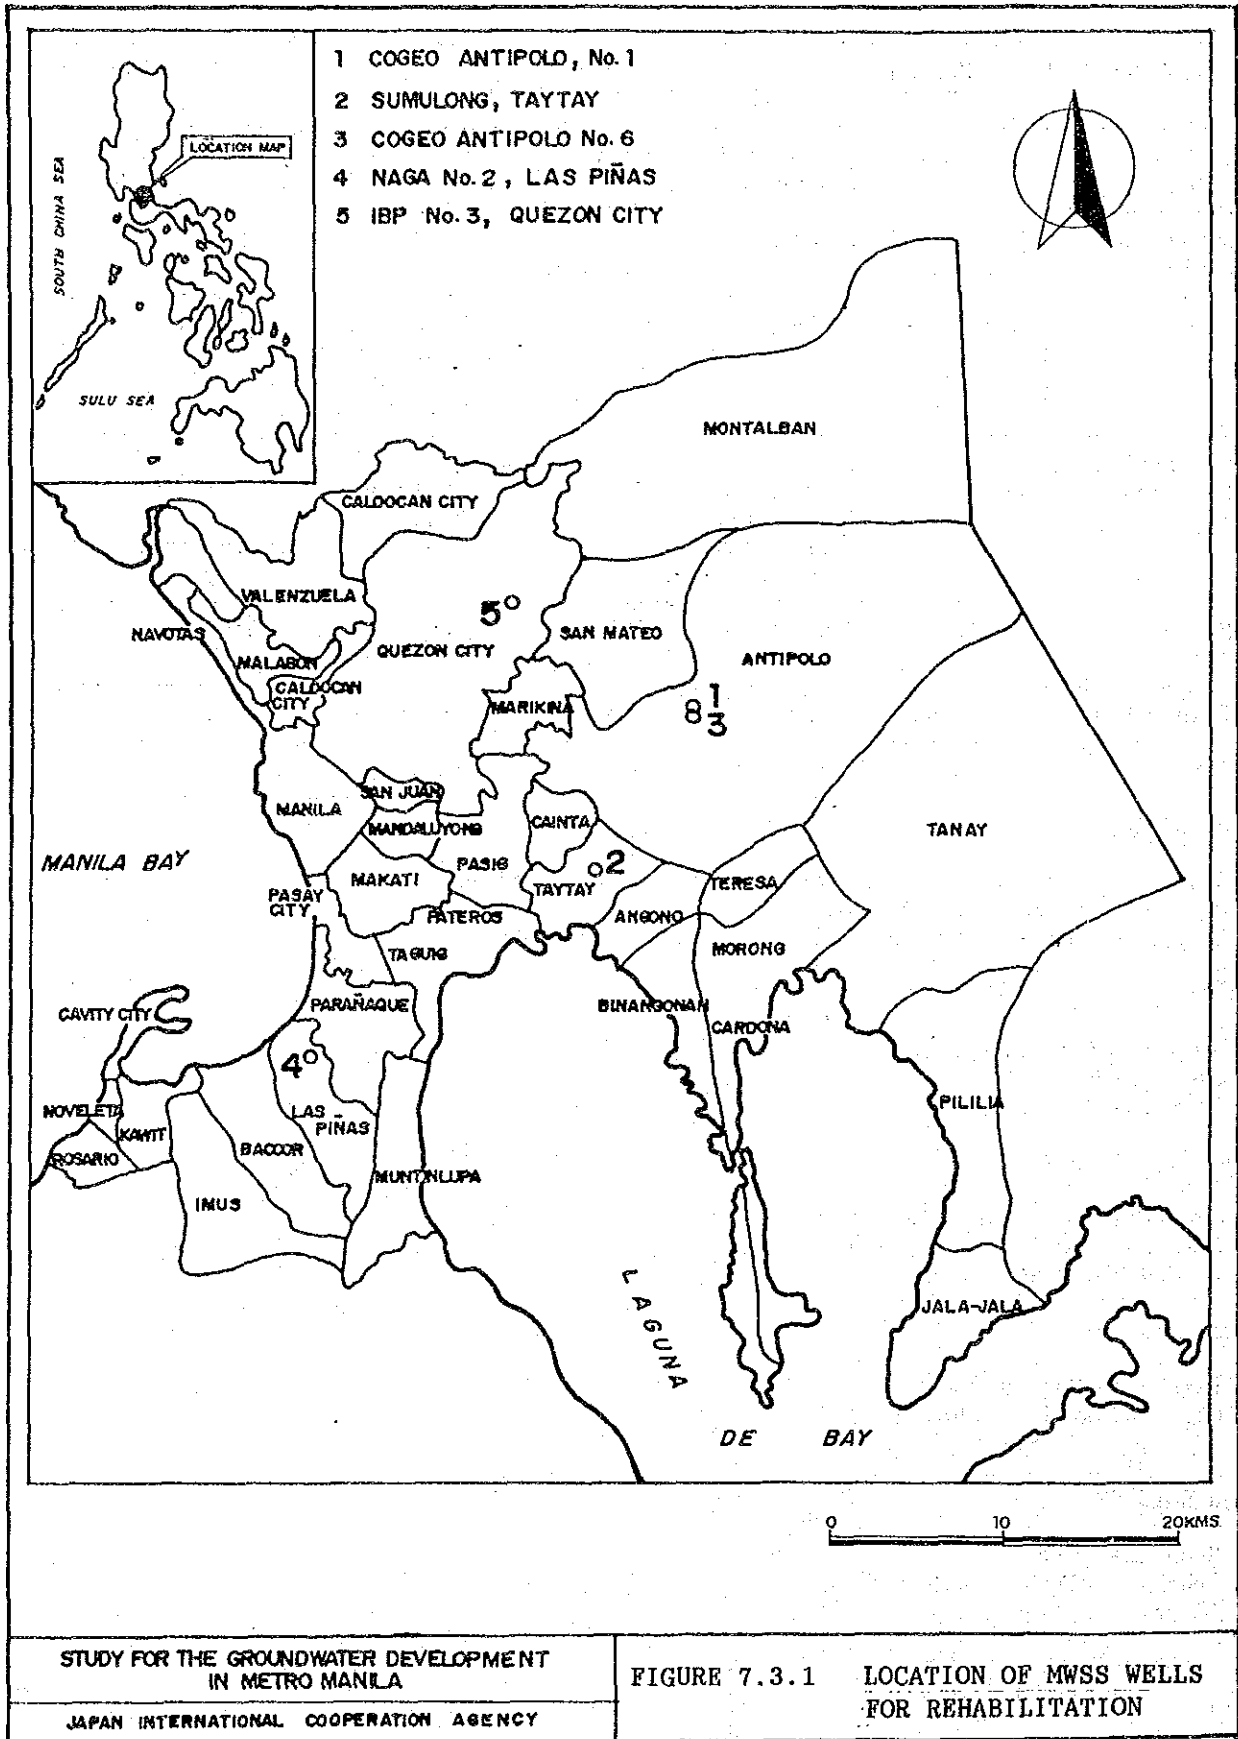 1 COGEO ANTIPOLO, No. 1
2 SUMULONG, TAYTAY
3 COGEO ANTIPOLO No. 6
4 NAGA No. 2, LAS PIÑAS
5 IBP No. 3, QUEZON CITY
LOCATION MAP
SOUTH CHINA SEA
SULU SEA
MONTALBAN
CALOOCAN CITY
VALENZUELA
5
NAVOTAS
QUEZON CITY
SAN MATEO
ANTIPOLO
MALABON
CALOOCAN
CITY
MARIKINA
1
3
SAN JUAN
MANILA
MANDALUYONG
CAINTA
TANAY
MANILA BAY
PASIG
2
MAKATI
TAYTAY
TERESA
PASAY
CITY
PATEROS
ANGONO
TAGUIG
MORONG
PARAÑAQUE
BINANGONAN
CAVITY CITY
CARDONA
4
NOVELETA
LAS
PIÑAS
PILILIA
KAWIT
ROSARIO
BACOOR
MUNTINLUPA
IMUS
JALA-JALA
LAGUNA
DE BAY
0 10 20KMS.
STUDY FOR THE GROUNDWATER DEVELOPMENT
IN METRO MANILA
JAPAN INTERNATIONAL COOPERATION AGENCY
FIGURE 7.3.1 LOCATION OF MWSS WELLS
FOR REHABILITATION